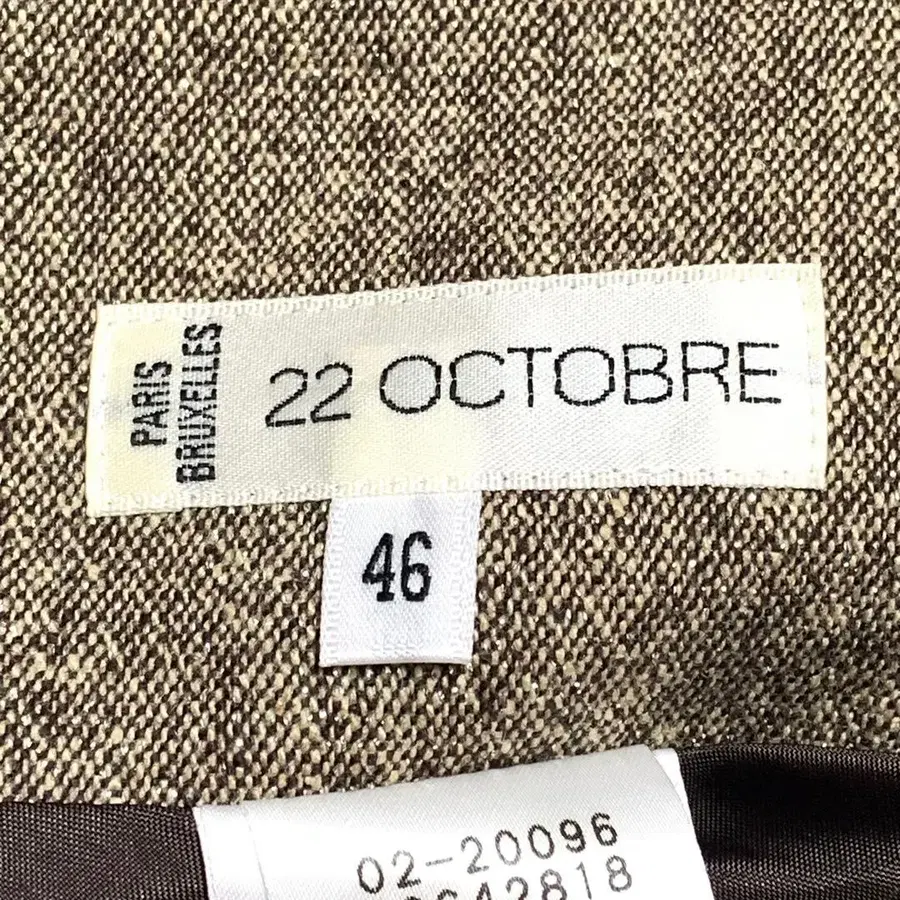 PARIS
BRUXELLES
22 OCTOBRE
46
02-20096